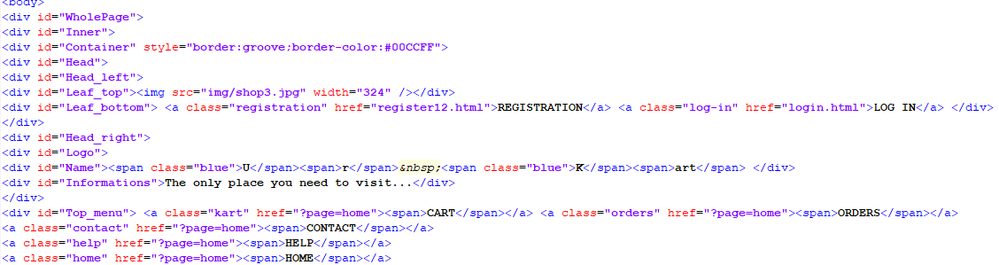 <body>
<div id="WholePage">
<div id="Inner">
<div id="Container" style="border:groove;border-color:#00CCFF">
<div id="Head">
<div id="Head_left">
<div id="Leaf_top"><img src="img/shop3.jpg" width="324" /></div>
<div id="Leaf_bottom"> <a class="registration" href="register12.html">REGISTRATION</a> <a class="log-in" href="login.html">LOG IN</a> </div>
</div>
<div id="Head_right">
<div id="Logo">
<div id="Name"><span class="blue">U</span><span>r</span>&nbsp;<span class="blue">K</span><span>art</span> </div>
<div id="Informations">The only place you need to visit...</div>
</div>
<div id="Top_menu"> <a class="kart" href="?page=home"><span>CART</span></a> <a class="orders" href="?page=home"><span>ORDERS</span></a>
<a class="contact" href="?page=home"><span>CONTACT</span></a>
<a class="help" href="?page=home"><span>HELP</span></a>
<a class="home" href="?page=home"><span>HOME</span></a>